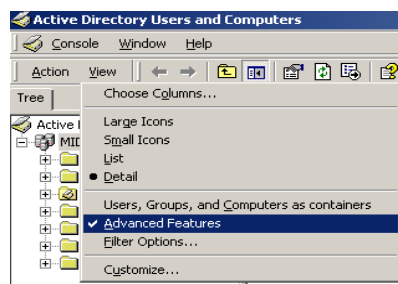 Active Directory Users and Computers
Console Window Help
Action View
Tree
Choose Columns...
Active
Large Icons
Small Icons
List
Detail
Users, Groups, and Computers as containers
Advanced Features
Filter Options...
Customize...